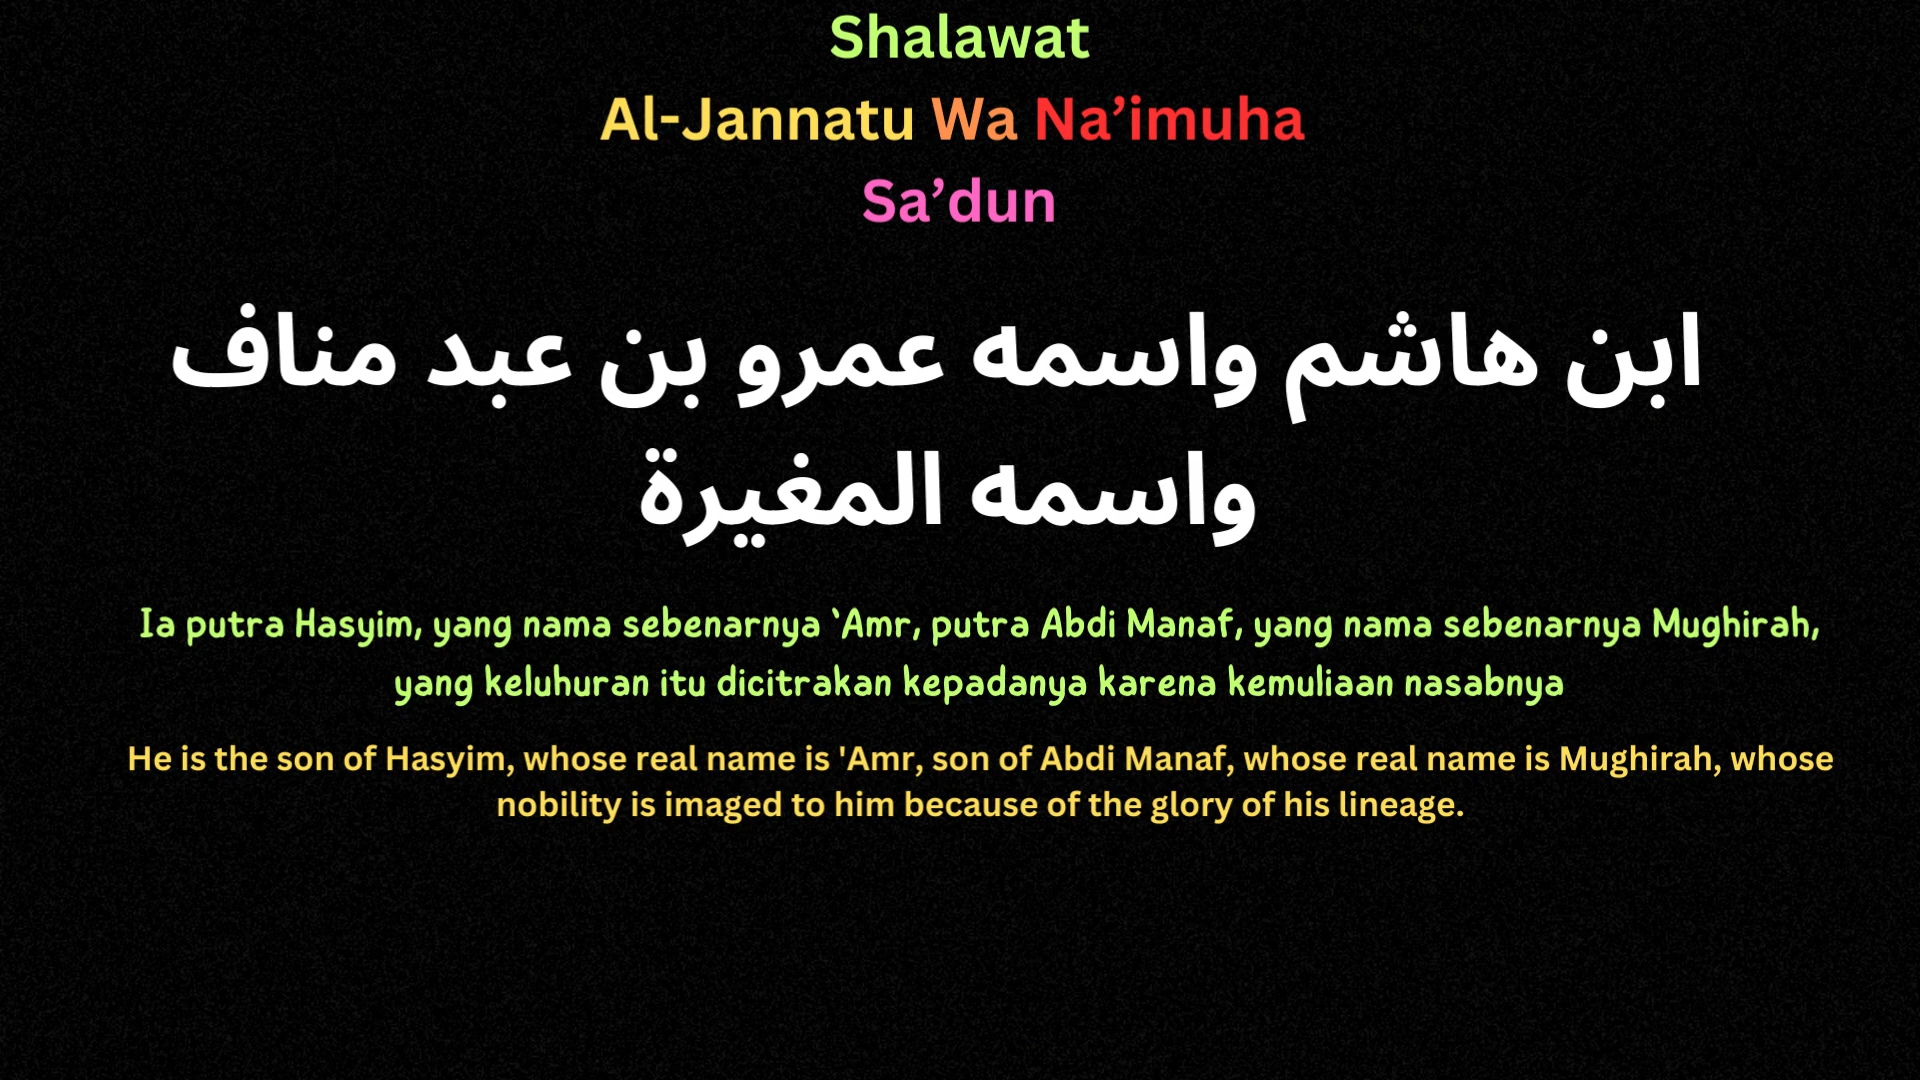 Shalawat
Al-Jannatu Wa Na’imuha
Sa’dun
ابن هاشم واسمه عمرو بن عبد مناف
واسمه المغيرة
Ia putra Hasyim, yang nama sebenarnya ‘Amr, putra Abdi Manaf, yang nama sebenarnya Mughirah,
yang keluhuran itu dicitrakan kepadanya karena kemuliaan nasabnya
He is the son of Hasyim, whose real name is 'Amr, son of Abdi Manaf, whose real name is Mughirah, whose
nobility is imaged to him because of the glory of his lineage.